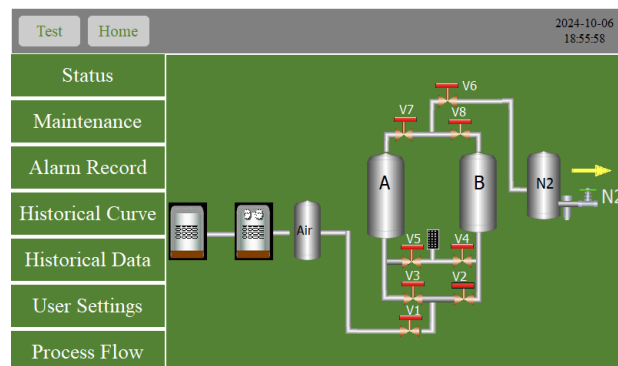 Test
Home
2024-10-06
18:55:58
Status
Maintenance
Alarm Record
Historical Curve
Historical Data
User Settings
Process Flow
V6
V7
V8
A
B
N2
N2
Air
V5
V4
V3
V2
V1